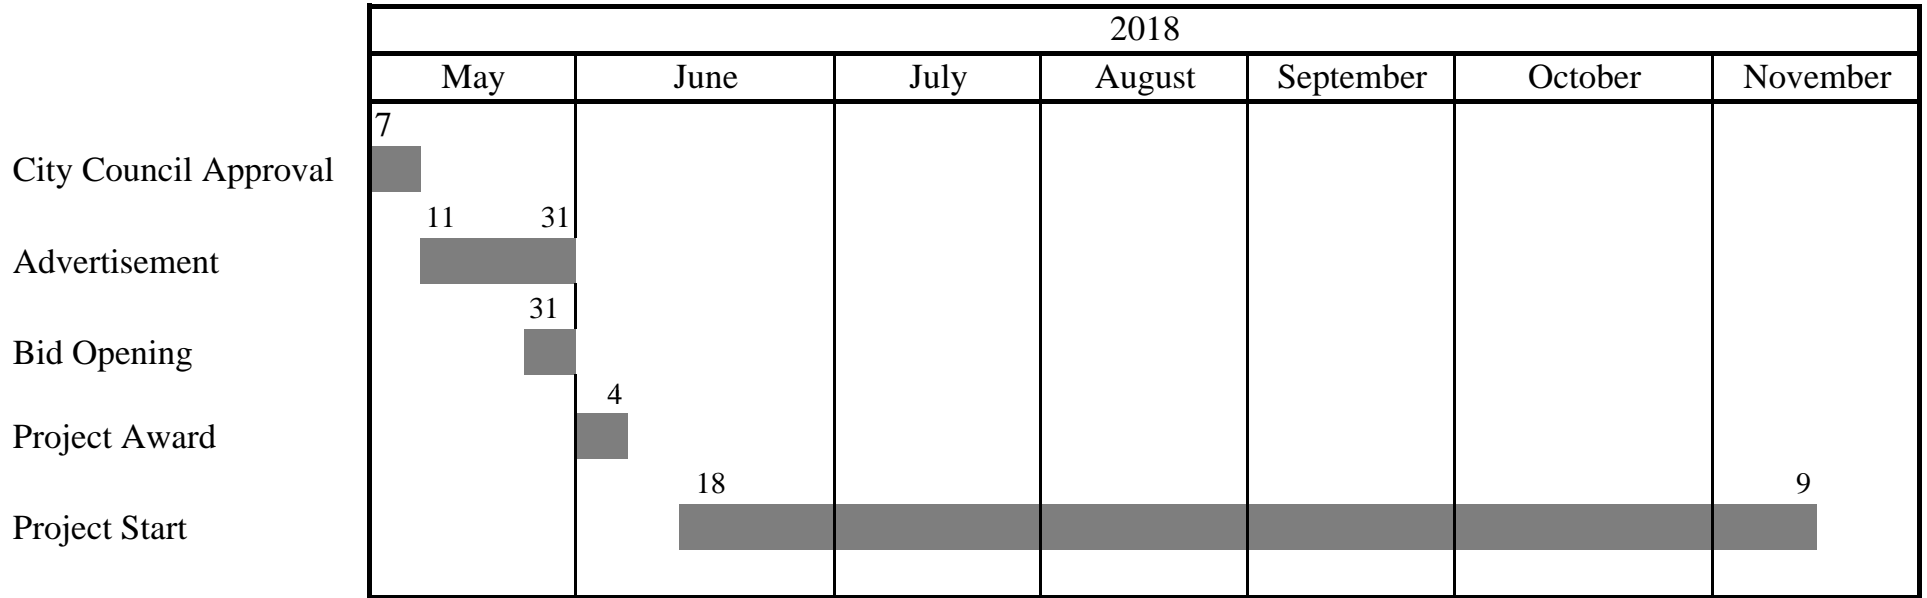 2018
May June July August September October November
7
City Council Approval
11 31
Advertisement
31
Bid Opening
4
Project Award
18 9
Project Start